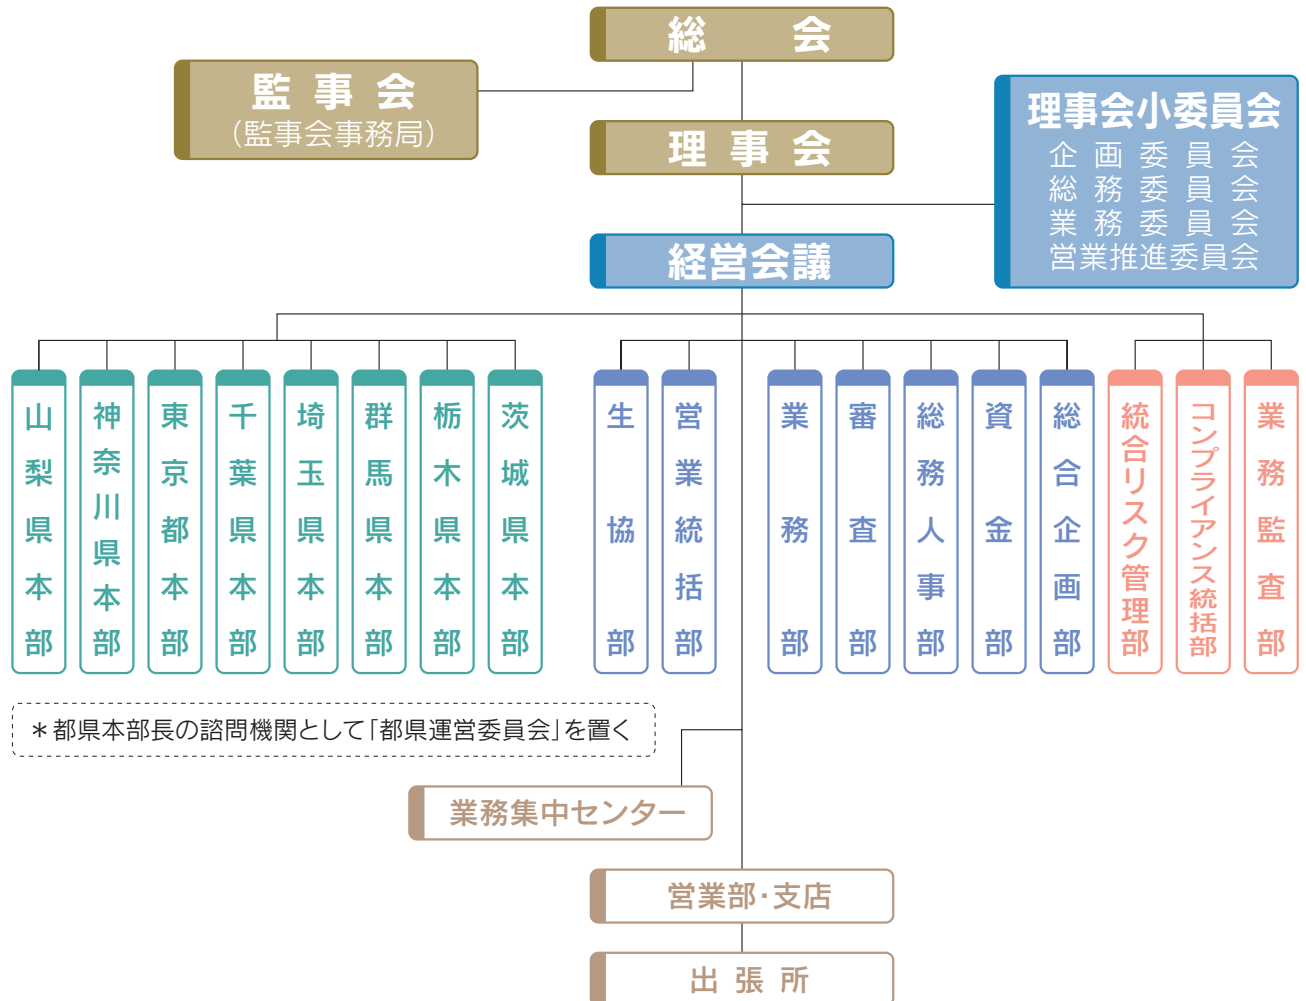 総会
監事会
（監事会事務局）
理事会
理事会小委員会
企画委員会
総務委員会
業務委員会
営業推進委員会
経営会議
山梨県本部
神奈川県本部
東京都本部
千葉県本部
埼玉県本部
群馬県本部
栃木県本部
茨城県本部
生協部
営業統括部
業務部
審査部
総務人事部
資金部
総合企画部
統合リスク管理部
コンプライアンス統括部
業務監査部
＊都県本部長の諮問機関として「都県運営委員会」を置く
業務集中センター
営業部・支店
出張所